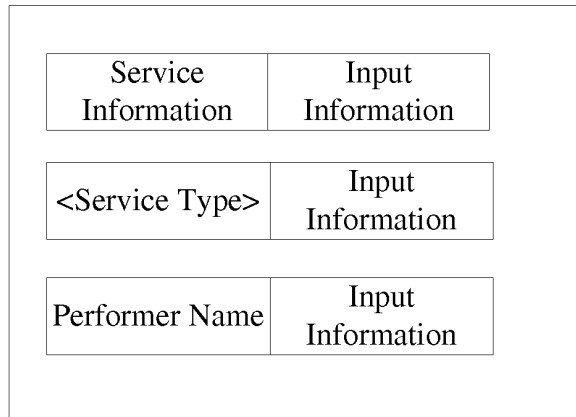 Service Input
Information Information
<Service Type> Input
Information
Performer Name Input
Information